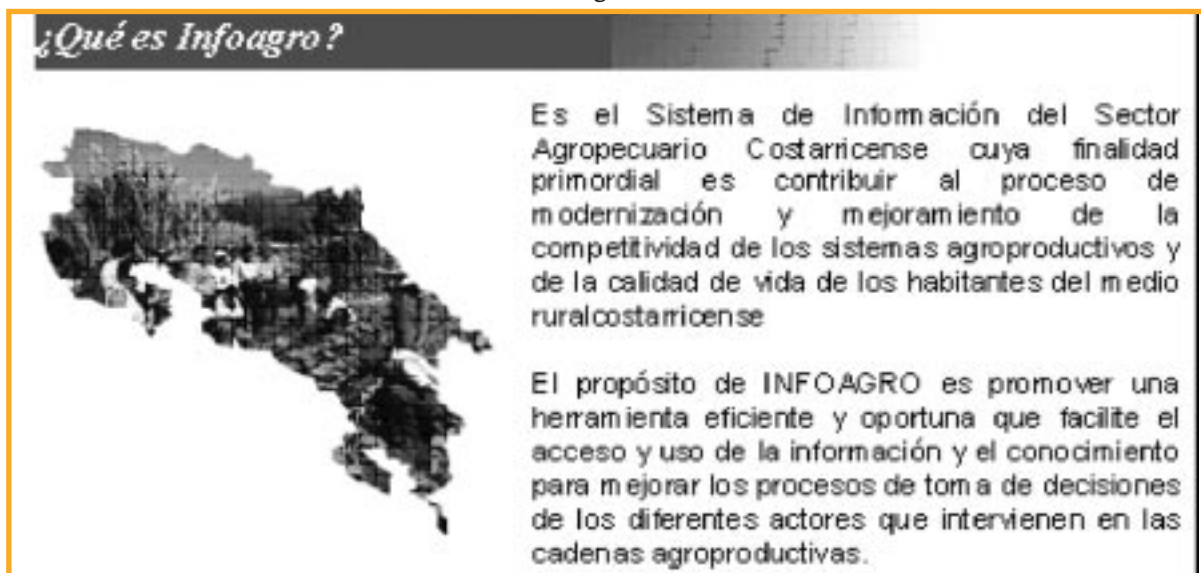 ¿Qué es Infoagro?
Es el Sistema de Información del Sector
Agropecuario Costarricense cuya finalidad
primordial es contribuir al proceso de
modernización y mejoramiento de la
competitividad de los sistemas agroproductivos y
de la calidad de vida de los habitantes del medio
ruralcostarricense
El propósito de INFOAGRO es promover una
herramienta eficiente y oportuna que facilite el
acceso y uso de la información y el conocimiento
para mejorar los procesos de toma de decisiones
de los diferentes actores que intervienen en las
cadenas agroproductivas.